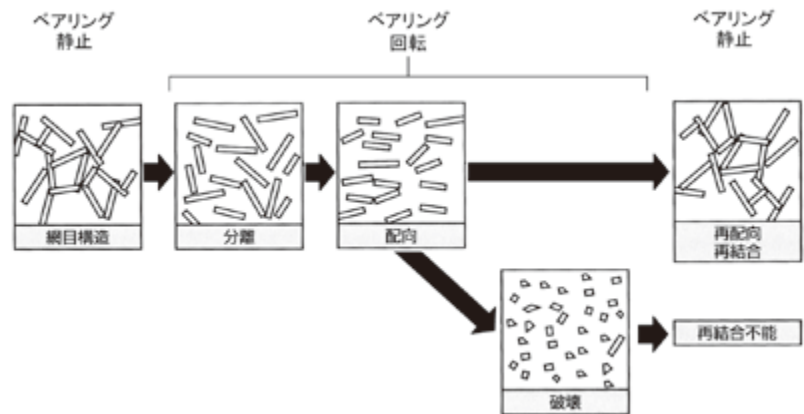 ベアリング
静止
ベアリング
回転
ベアリング
静止
網目構造
分離
配向
再配向
再結合
破壊
再結合不能